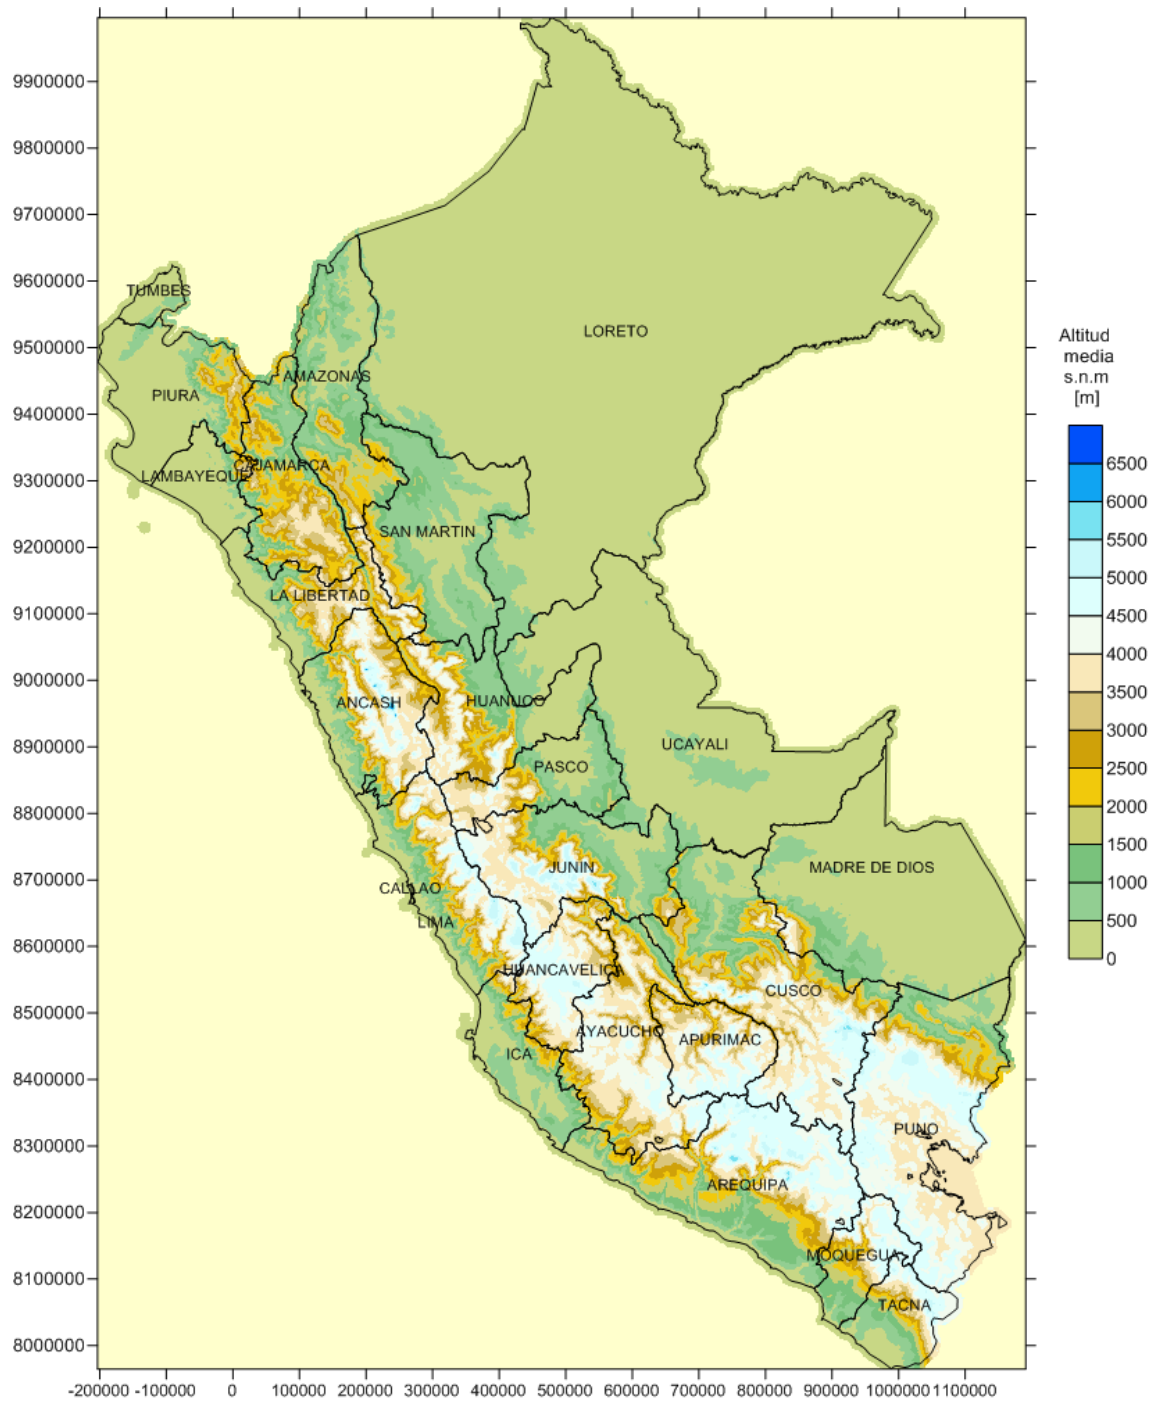 9900000
9800000
9700000
9600000
9500000
9400000
9300000
9200000
9100000
9000000
8900000
8800000
8700000
8600000
8500000
8400000
8300000
8200000
8100000
8000000
-200000 -100000 0 100000 200000 300000 400000 500000 600000 700000 800000 900000 1000000 1100000
TUMBES
LORETO
AMAZONAS
PIURA
CAJAMARCA
LAMBAYEQUE
SAN MARTIN
LA LIBERTAD
ANCASH
HUANUCO
UCAYALI
PASCO
JUNIN
MADRE DE DIOS
CALLAO
LIMA
HUANCAVELICA
CUSCO
AYACUCHO
APURIMAC
ICA
PUNO
AREQUIPA
MOQUEGUA
TACNA
Altitud
media
s.n.m
[m]
6500
6000
5500
5000
4500
4000
3500
3000
2500
2000
1500
1000
500
0